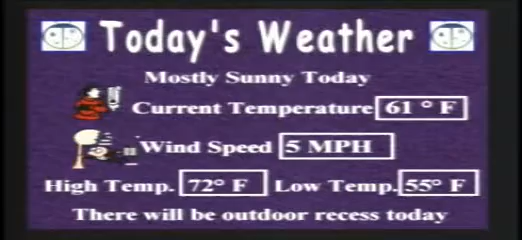 Today's Weather
Mostly Sunny Today
Current Temperature 61 ° F
Wind Speed 5 MPH
High Temp. 72° F Low Temp. 55° F
There will be outdoor recess today